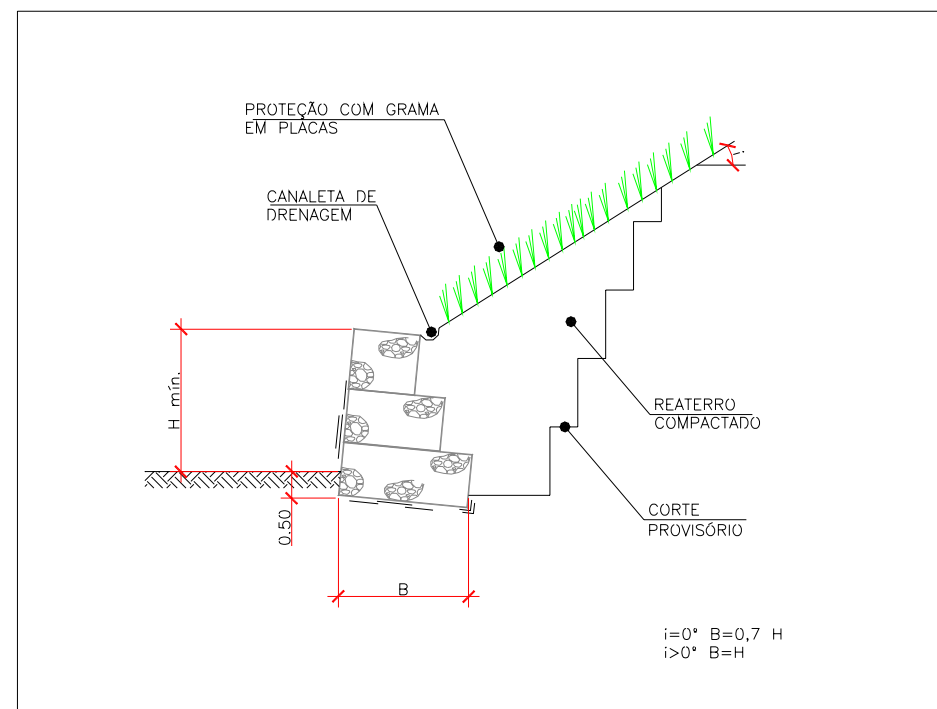 PROTEÇÃO COM GRAMA
EM PLACAS
CANALETA DE
DRENAGEM
i.
H mín.
REATERRO
COMPACTADO
0.50
CORTE
PROVISÓRIO
B
i=0° B=0,7 H
i>0° B=H